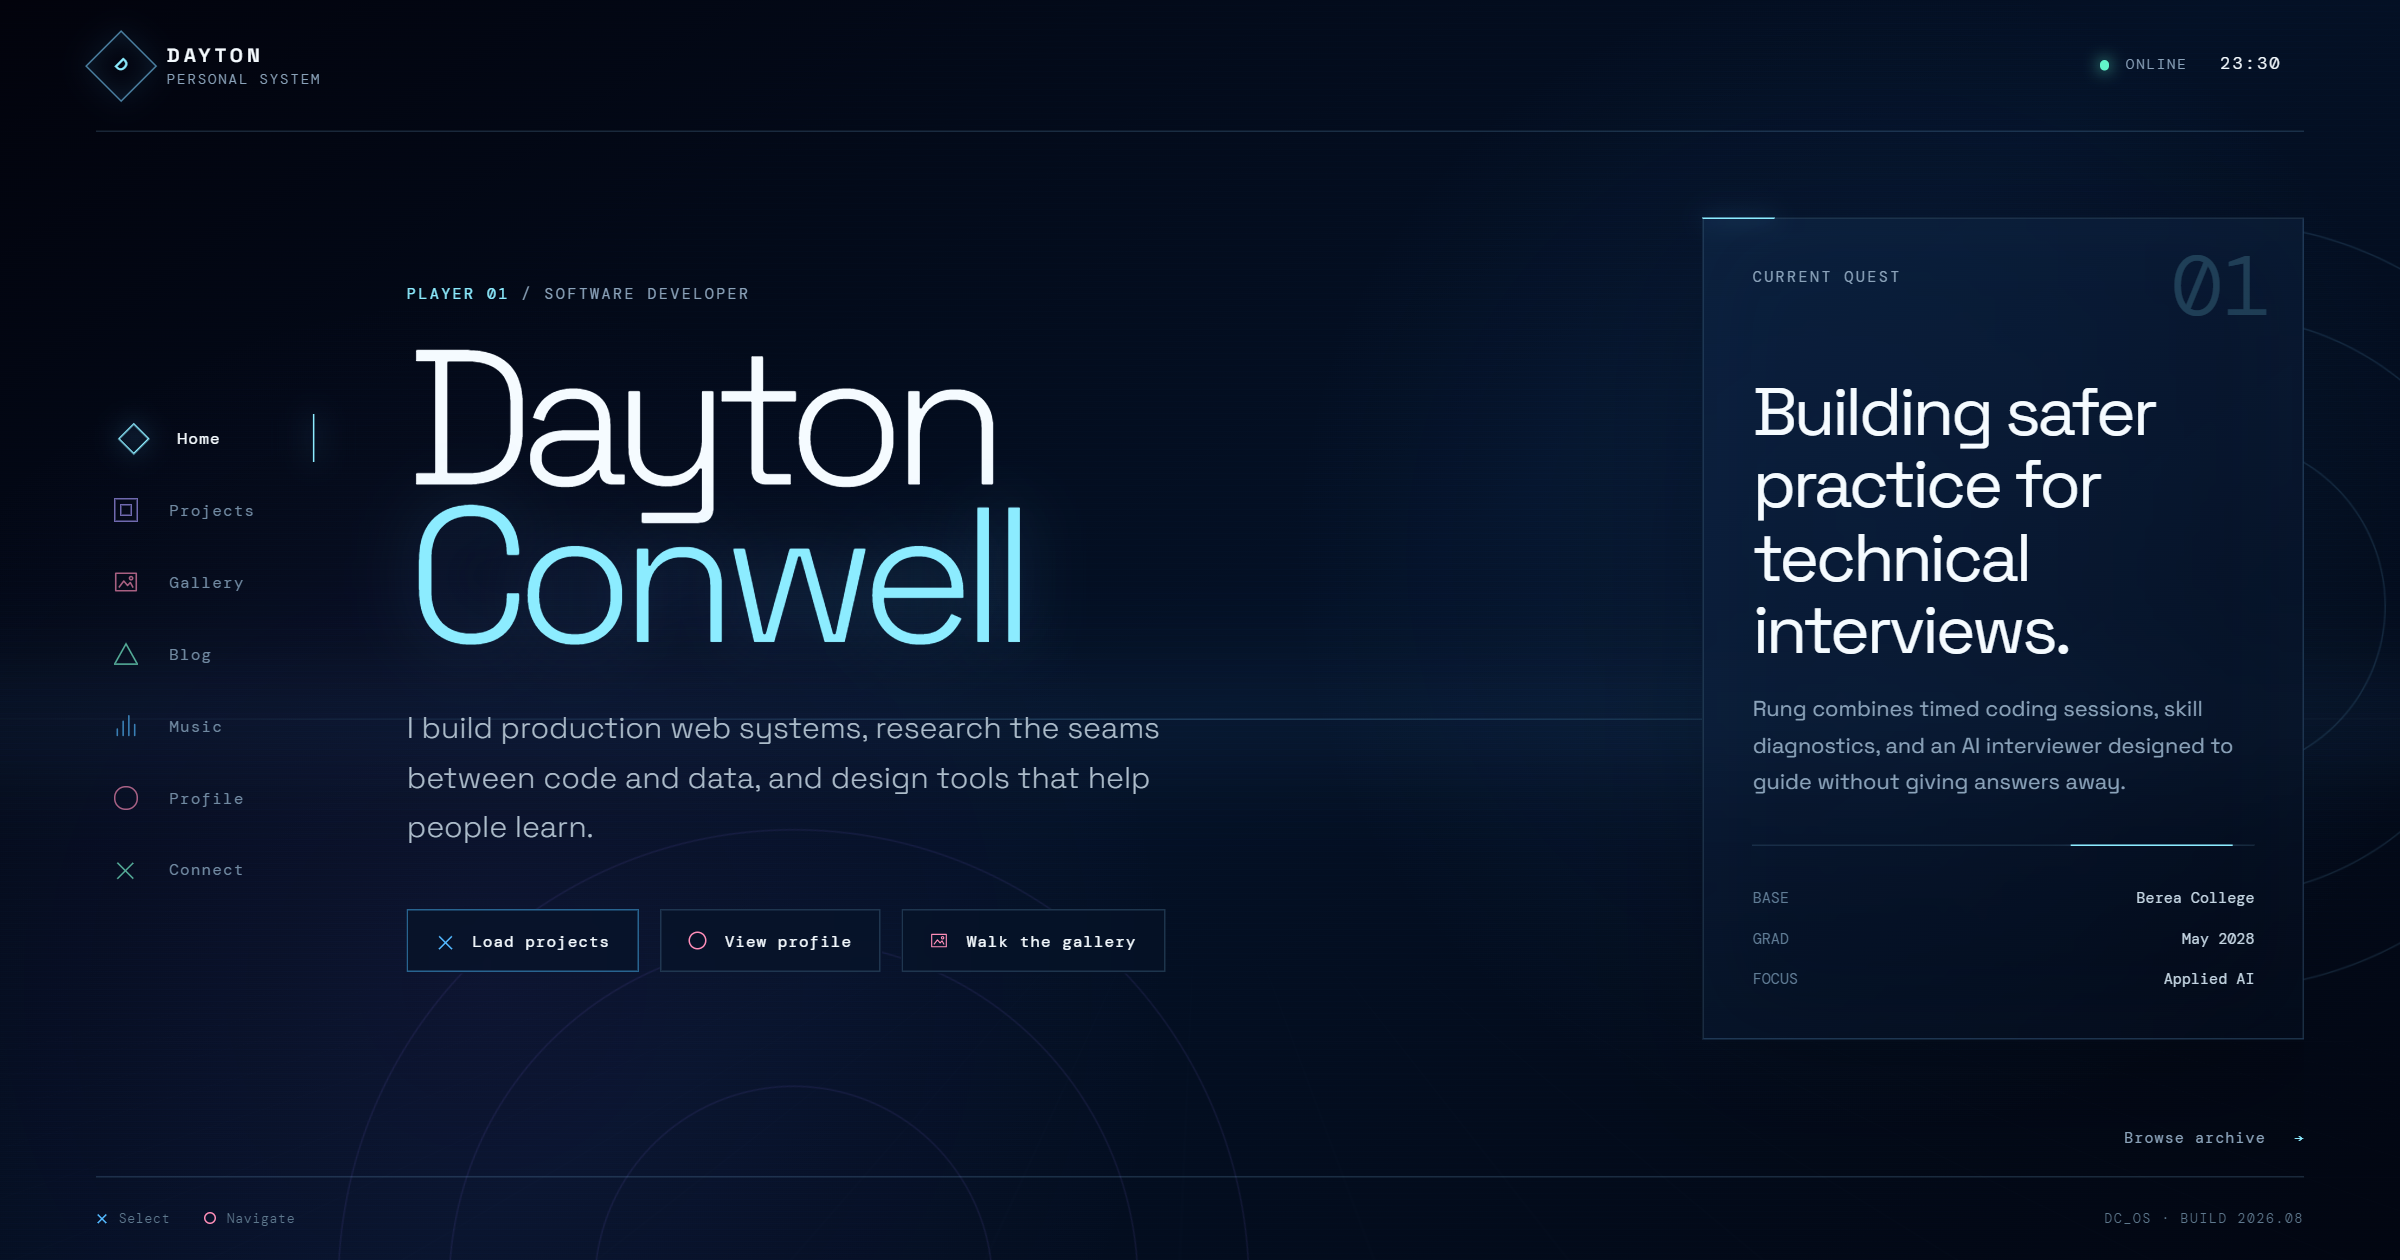 DAYTON
PERSONAL SYSTEM
ONLINE 23:30
Home
Projects
Gallery
Blog
Music
Profile
Connect
PLAYER 01 / SOFTWARE DEVELOPER
Dayton
Conwell
I build production web systems, research the seams
between code and data, and design tools that help
people learn.
Load projects
View profile
Walk the gallery
CURRENT QUEST
01
Building safer
practice for
technical
interviews.
Rung combines timed coding sessions, skill
diagnostics, and an AI interviewer designed to
guide without giving answers away.
BASE Berea College
GRAD May 2028
FOCUS Applied AI
Browse archive →
Select Navigate
DC_OS · BUILD 2026.08